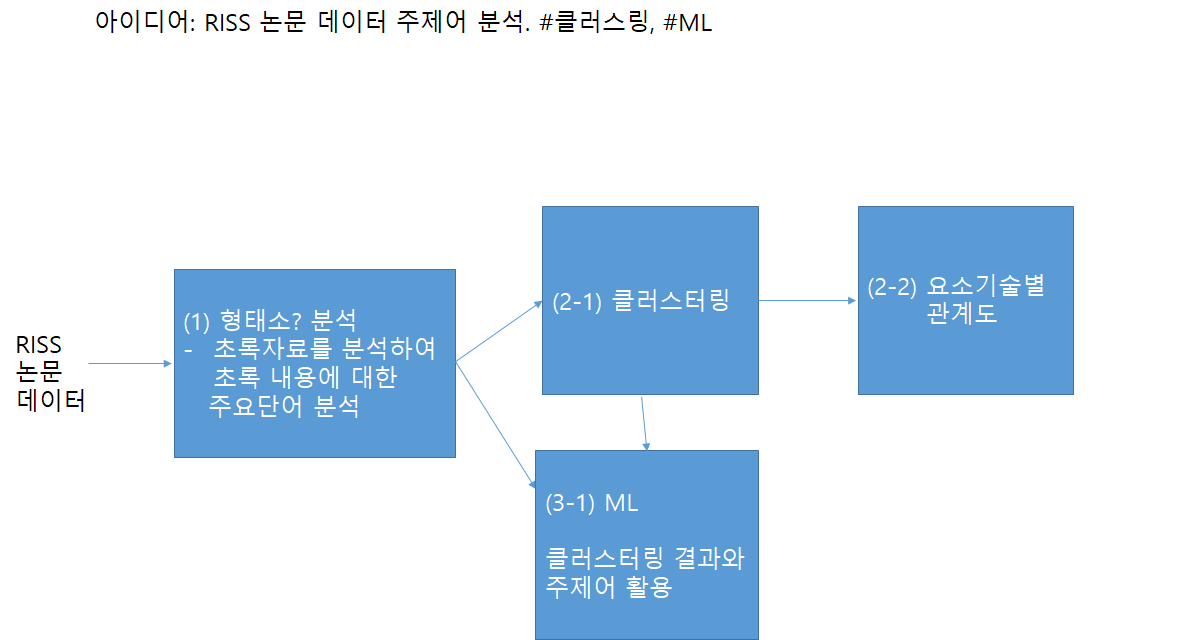 아이디어: RISS 논문 데이터 주제어 분석. #클러스링, #ML
RISS
논문
데이터
(1) 형태소? 분석
- 초록자료를 분석하여
초록 내용에 대한
주요단어 분석
(2-1) 클러스터링
(2-2) 요소기술별
관계도
(3-1) ML
클러스터링 결과와
주제어 활용